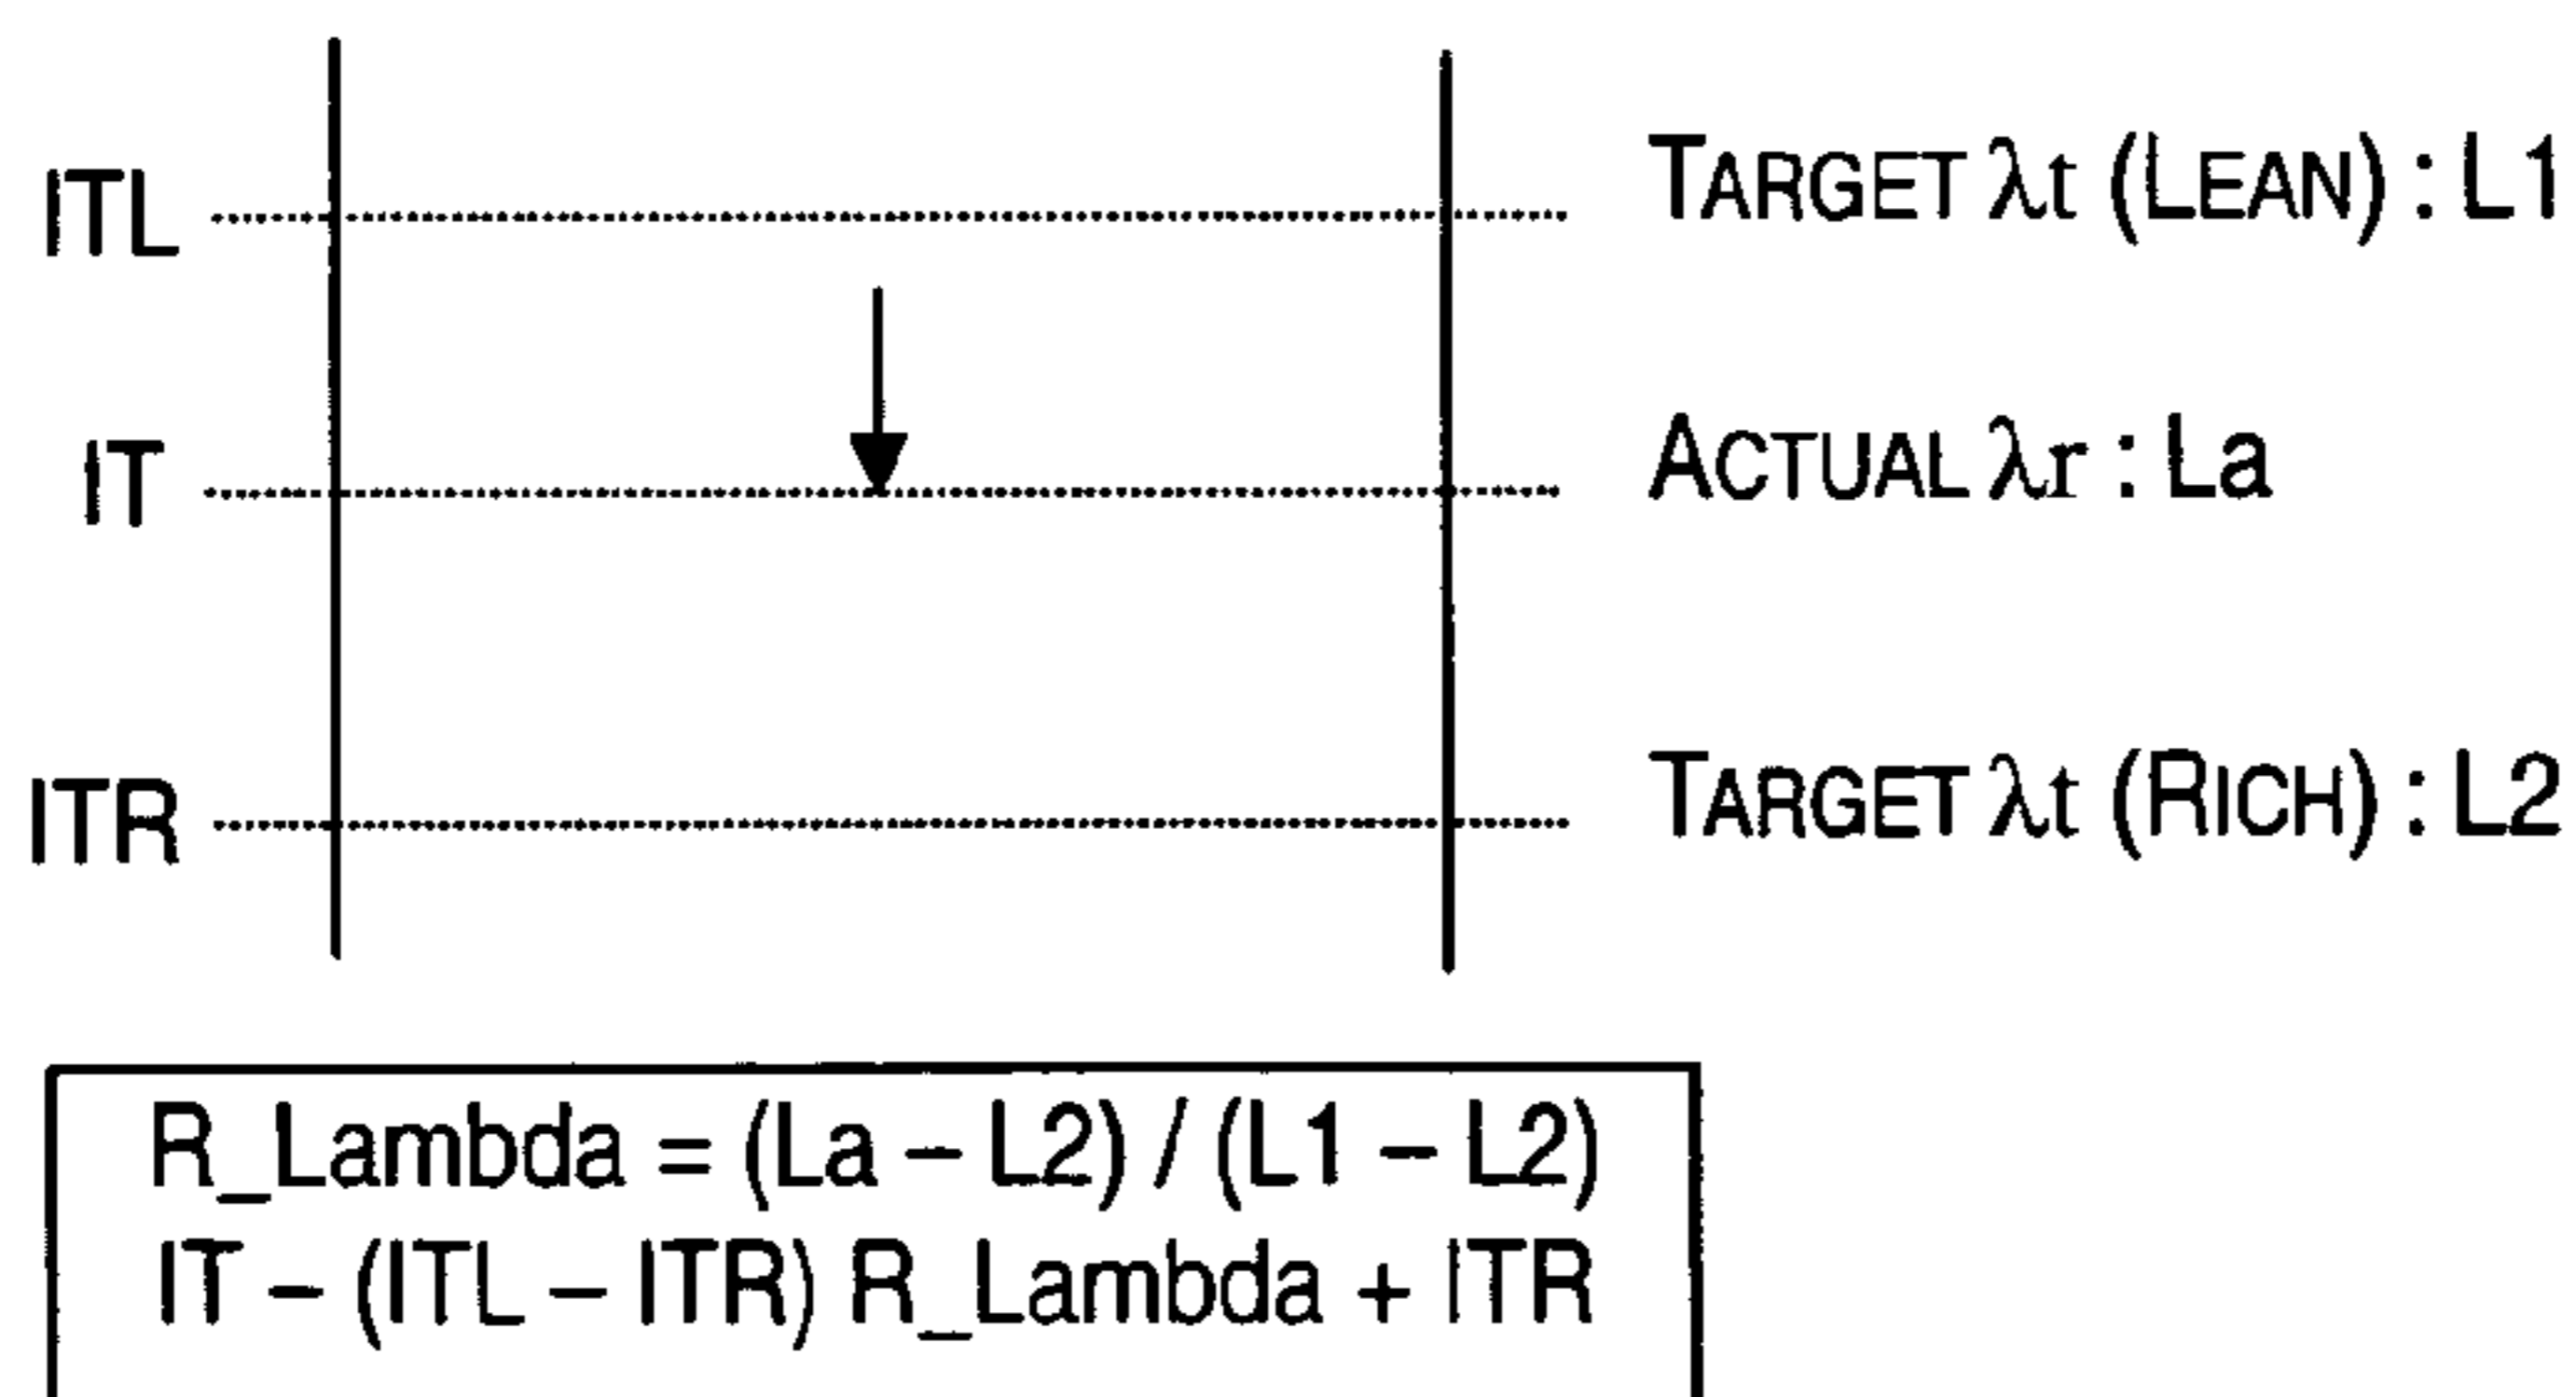 ITL TARGET λt (LEAN) : L1
IT ACTUAL λr : La
ITR TARGET λt (RICH) : L2
R_Lambda = (La – L2) / (L1 – L2)
IT – (ITL – ITR) R_Lambda + ITR